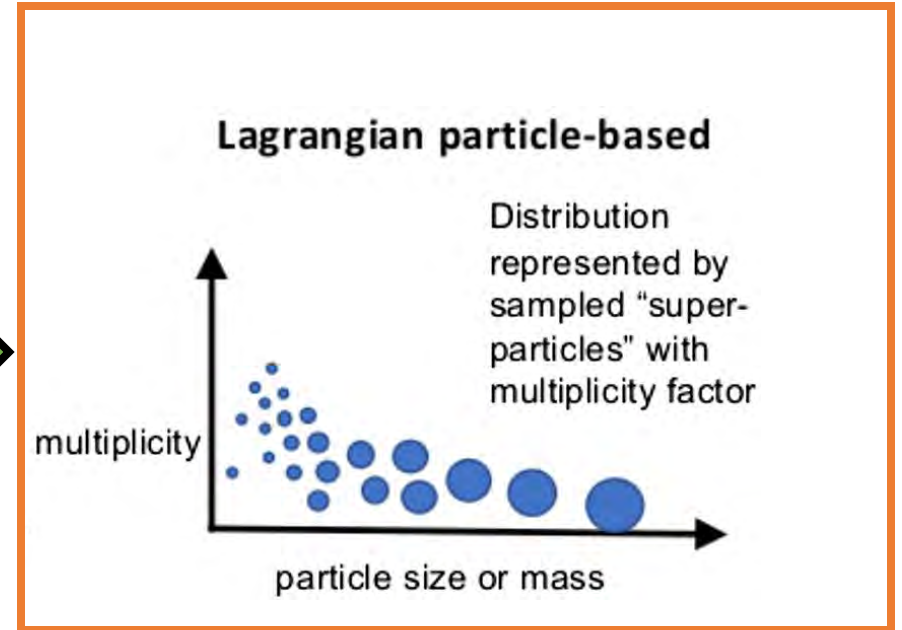 Lagrangian particle-based
Distribution
represented by
sampled “super-
particles” with
multiplicity factor
multiplicity
particle size or mass